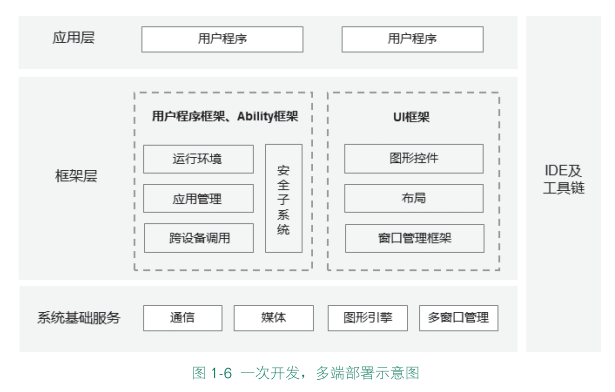 应用层
用户程序
用户程序
框架层
用户程序框架、Ability框架
运行环境
应用管理
跨设备调用
安
全
子
系
统
UI框架
图形控件
布局
窗口管理框架
系统基础服务
通信
媒体
图形引擎
多窗口管理
IDE及
工具链
图 1-6 一次开发，多端部署示意图